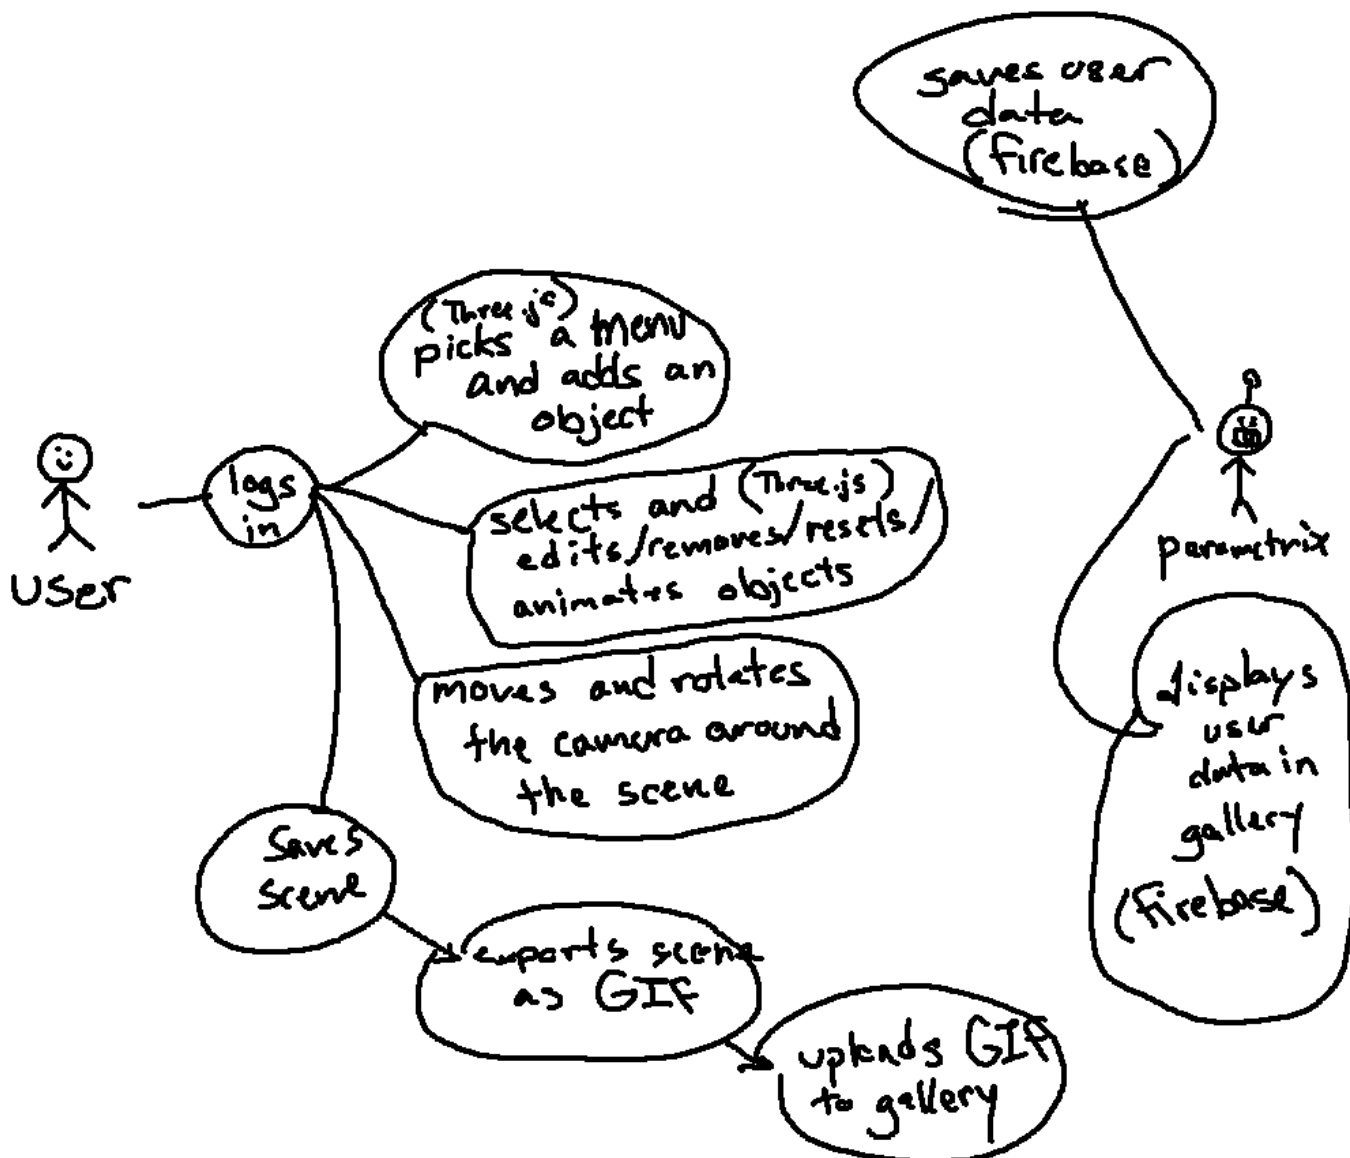 saves user
data
(firebase)
(Three.js)
picks a menu
and adds an
object
logs
in
user
selects and (Three.js)
edits/removes/resets/
animates objects
parametrix
moves and rotates
the camera around
the scene
displays
user
data in
gallery
(firebase)
saves
scene
exports scene
as GIF
uploads GIF
to gallery